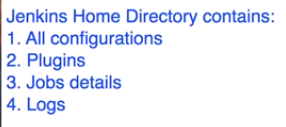 Jenkins Home Directory contains:
1. All configurations
2. Plugins
3. Jobs details
4. Logs